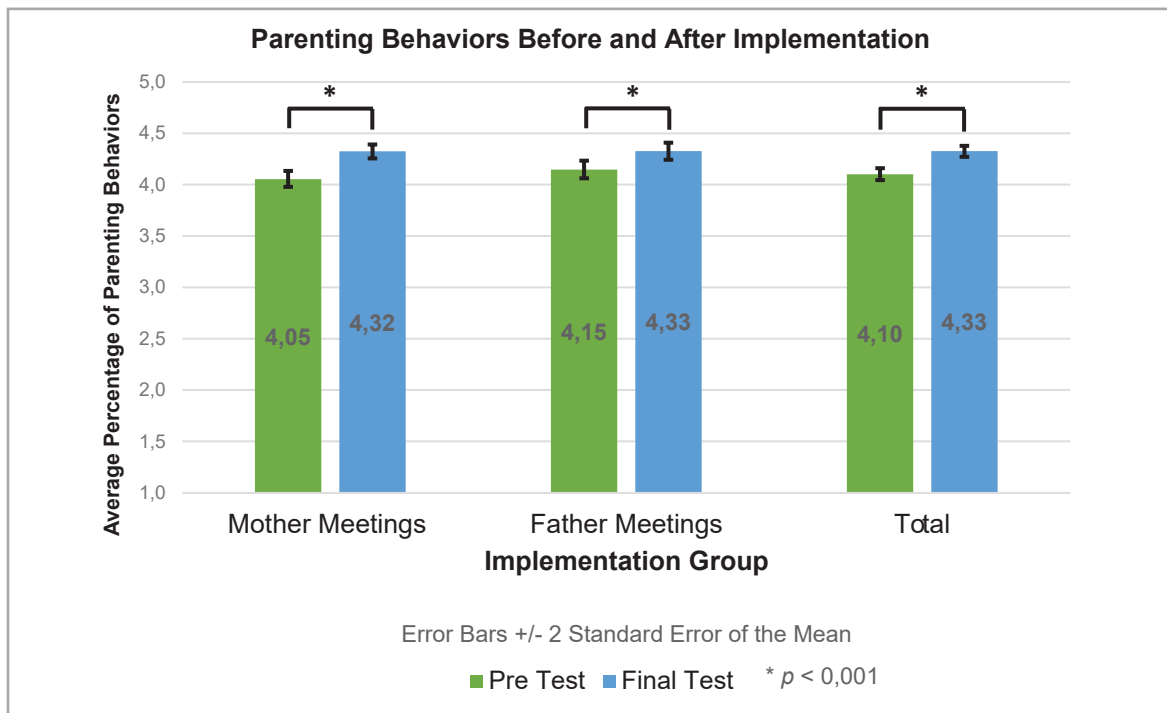 Parenting Behaviors Before and After Implementation
Average Percentage of Parenting Behaviors
5,0
4,5
4,0
3,5
3,0
2,5
2,0
1,5
1,0
* * *
4,05 4,32 4,15 4,33 4,10 4,33
Mother Meetings Father Meetings Total
Implementation Group
Error Bars +/- 2 Standard Error of the Mean
Pre Test Final Test * p < 0,001